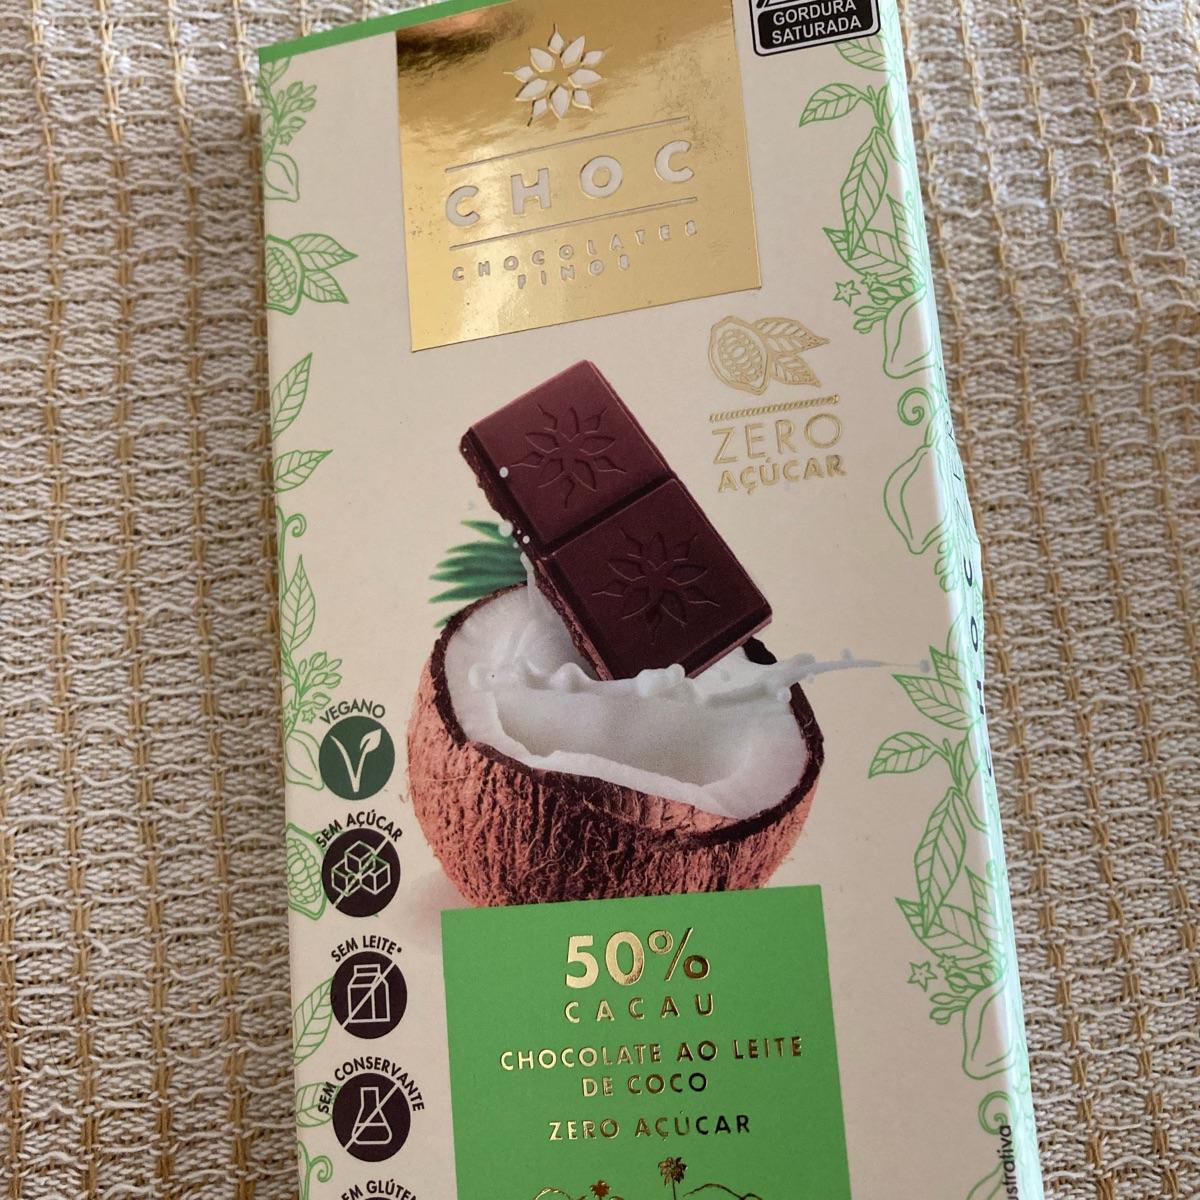 GORDURA
SATURADA
CHOC
CHOCOLATES
FINOS
ZERO
AÇÚCAR
VEGANO
SEM AÇÚCAR
SEM LEITE*
SEM CONSERVANTE
50%
CACAU
CHOCOLATE AO LEITE
DE COCO
ZERO AÇÚCAR
CHOC